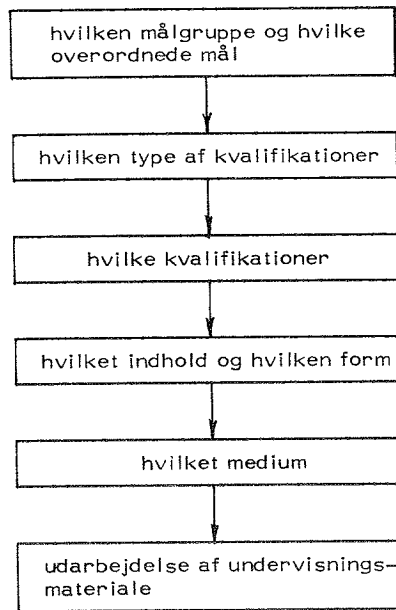 hvilken målgruppe og hvilke
overordnede mål
hvilken type af kvalifikationer
hvilke kvalifikationer
hvilket indhold og hvilken form
hvilket medium
udarbejdelse af undervisnings-
materiale